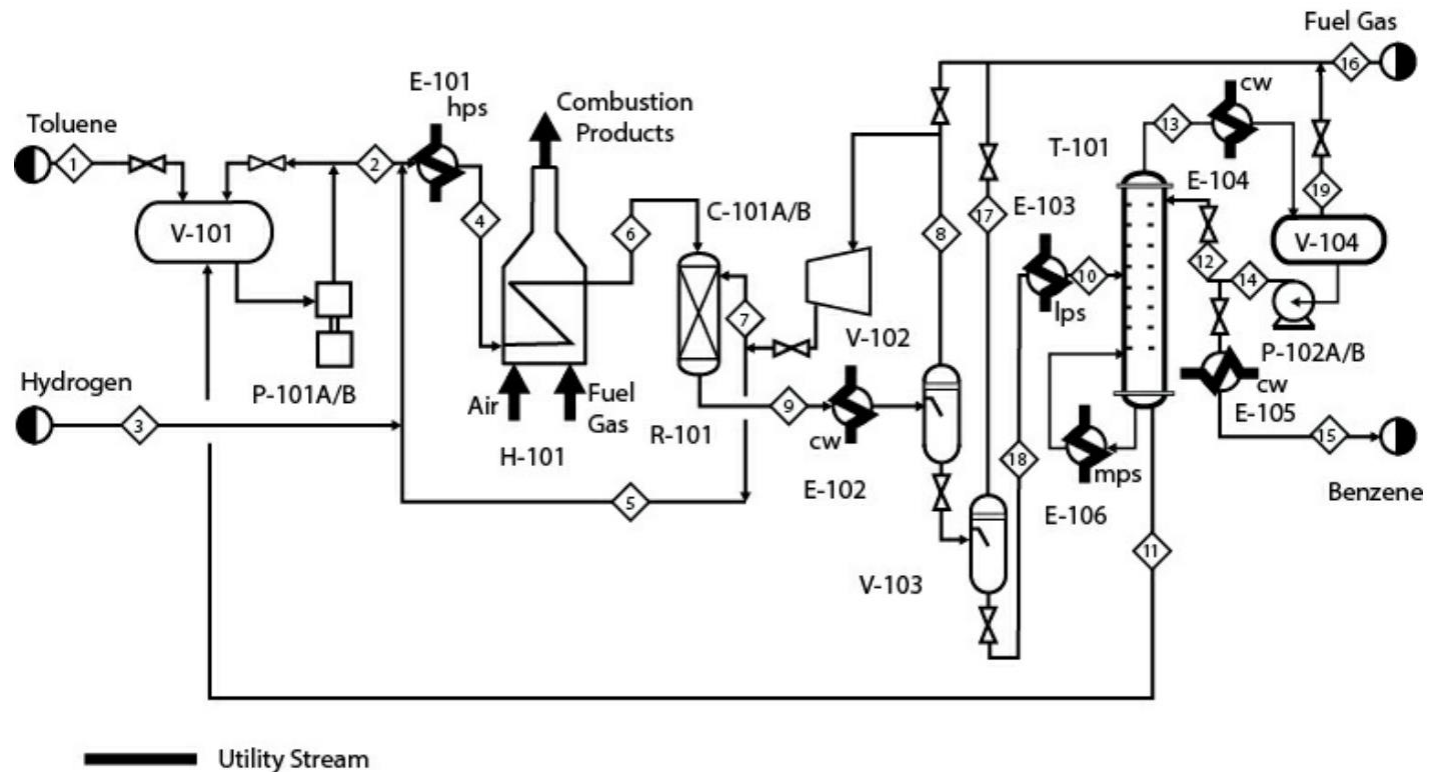 Fuel Gas
16
E-101
hps
Combustion
Products
cw
13
Toluene
1
2
T-101
E-104
19
V-101
4
6
C-101A/B
8
17
E-103
10
12
14
V-104
lps
7
V-102
P-102A/B
Hydrogen
P-101A/B
Air
Fuel
Gas
9
cw
E-105
3
R-101
cw
15
H-101
18
mps
E-102
E-106
Benzene
5
11
V-103
Utility Stream